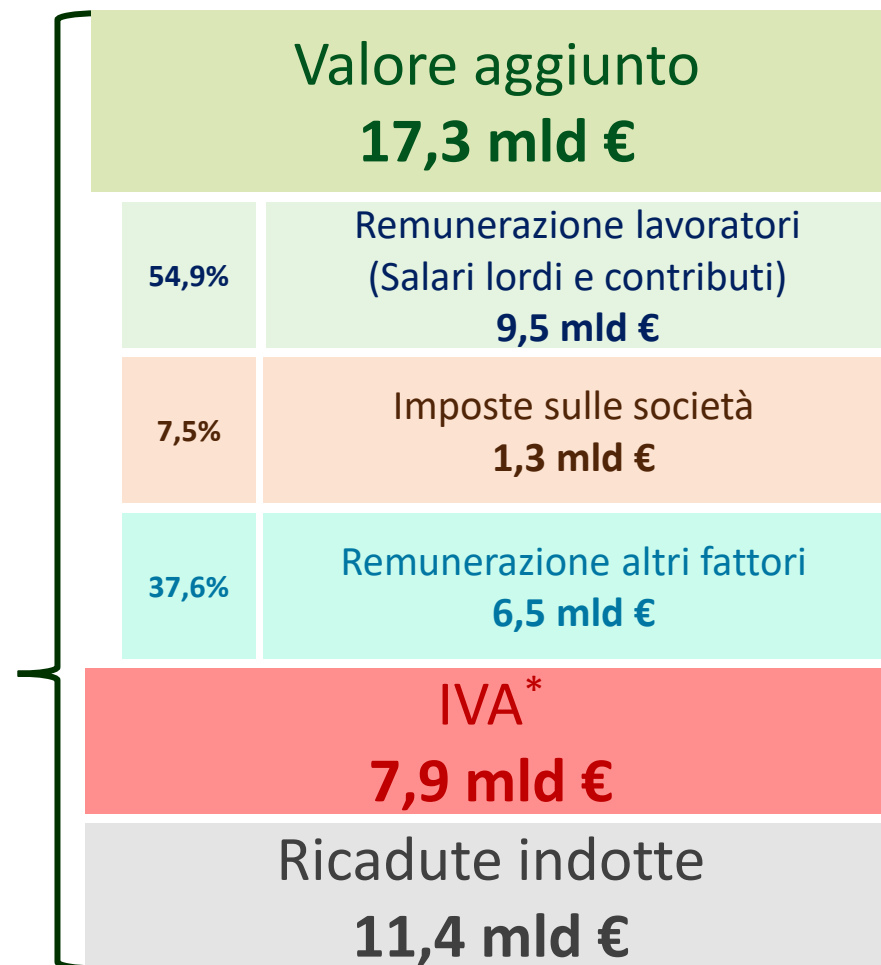 Valore aggiunto
17,3 mld €
54,9%
Remunerazione lavoratori
(Salari lordi e contributi)
9,5 mld €
7,5%
Imposte sulle società
1,3 mld €
37,6%
Remunerazione altri fattori
6,5 mld €
IVA*
7,9 mld €
Ricadute indotte
11,4 mld €